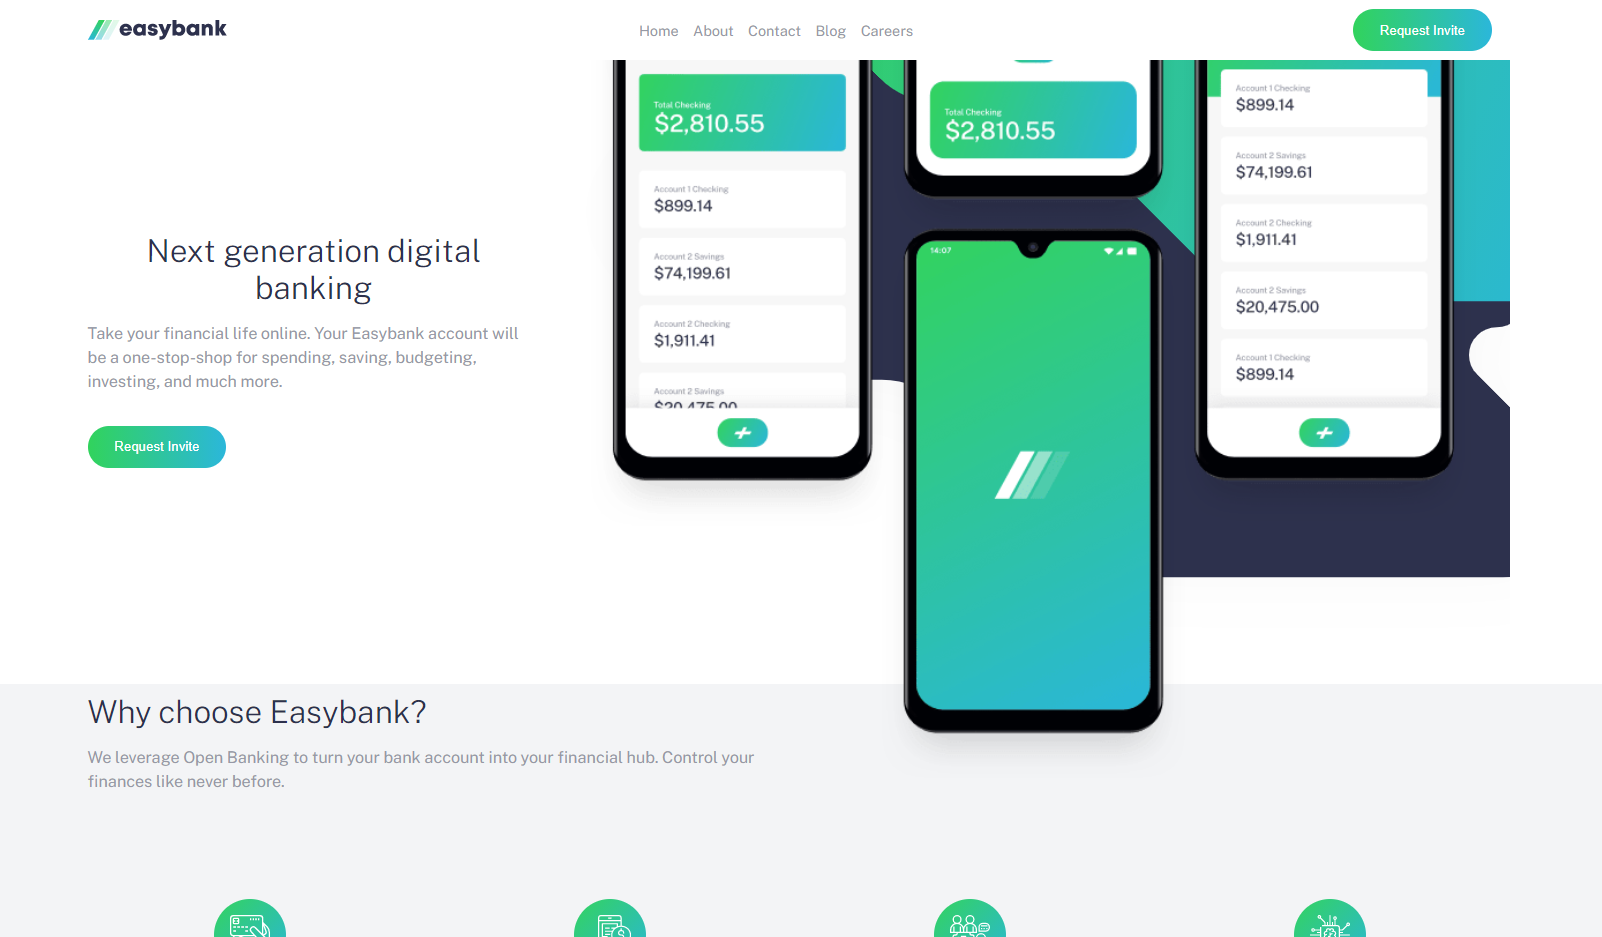 easybank
Home About Contact Blog Careers
Request Invite
Next generation digital
banking
Take your financial life online. Your Easybank account will
be a one-stop-shop for spending, saving, budgeting,
investing, and much more.
Request Invite
Total Checking
$2,810.55
Account 1 Checking
$899.14
Account 2 Savings
$74,199.61
Account 2 Checking
$1,911.41
Account 2 Savings
$20,475.00
Total Checking
$2,810.55
14:07
Account 1 Checking
$899.14
Account 2 Savings
$74,199.61
Account 2 Checking
$1,911.41
Account 2 Savings
$20,475.00
Account 1 Checking
$899.14
Why choose Easybank?
We leverage Open Banking to turn your bank account into your financial hub. Control your
finances like never before.